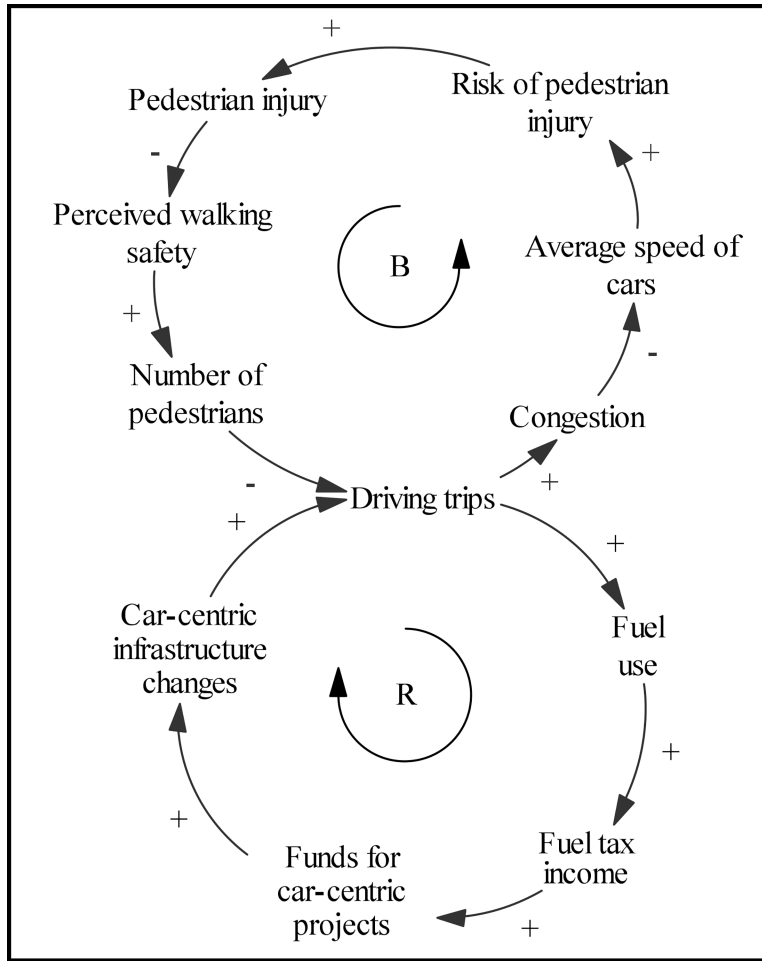 +
Pedestrian injury
Risk of pedestrian
injury
-
+
Perceived walking
safety
Average speed of
cars
B
+
-
Number of
pedestrians
Congestion
-
+
Driving trips
+
+
Car-centric
infrastructure
changes
Fuel
use
R
+
+
Fuel tax
income
Funds for
car-centric
projects
+